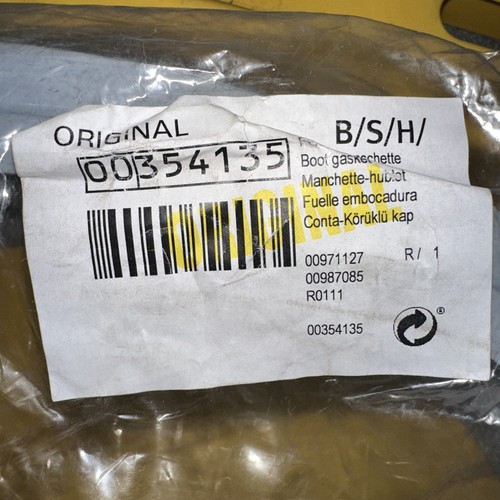 ORIGINAL
B/S/H/
00354135
Boot gaskechette
Manchette-hublot
Fuelle embocadura
Conta-Körüklü kap
ORIGINAL
00971127 R/ 1
00987085
R0111
00354135